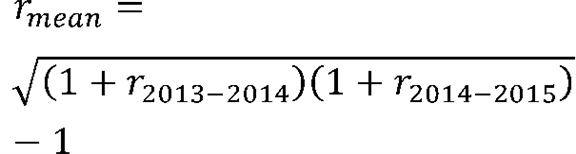 r_mean =
√(1 + r_2013−2014)(1 + r_2014−2015)
− 1